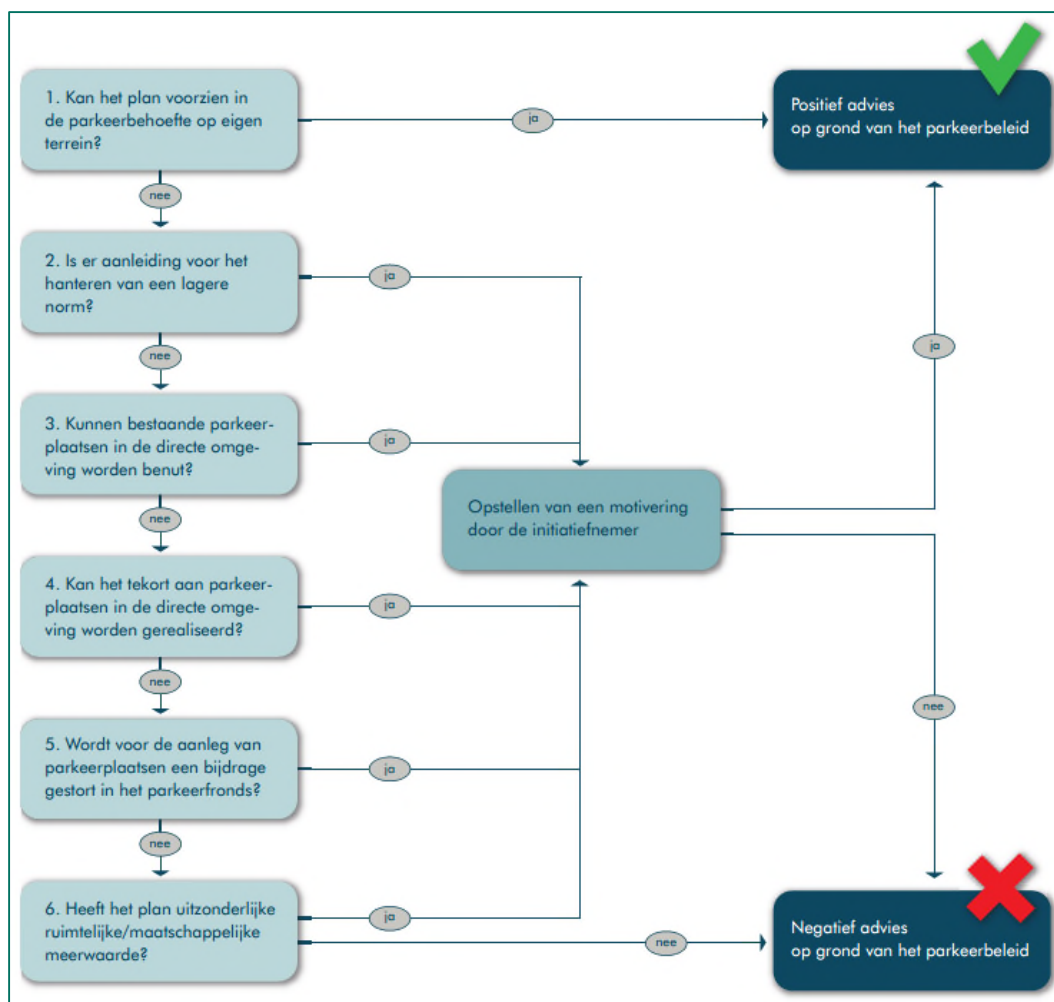 1. Kan het plan voorzien in
de parkeerbehoefte op eigen
terrein?
ja
Positief advies
op grond van het parkeerbeleid
nee
2. Is er aanleiding voor het
hanteren van een lagere
norm?
ja
ja
nee
3. Kunnen bestaande parkeer-
plaatsen in de directe omge-
ving worden benut?
ja
Opstellen van een motivering
door de initiatiefnemer
nee
4. Kan het tekort aan parkeer-
plaatsen in de directe omge-
ving worden gerealiseerd?
ja
nee
nee
5. Wordt voor de aanleg van
parkeerplaatsen een bijdrage
gestort in het parkeerfronds?
ja
nee
6. Heeft het plan uitzonderlijke
ruimtelijke/maatschappelijke
meerwaarde?
ja
nee
Negatief advies
op grond van het parkeerbeleid